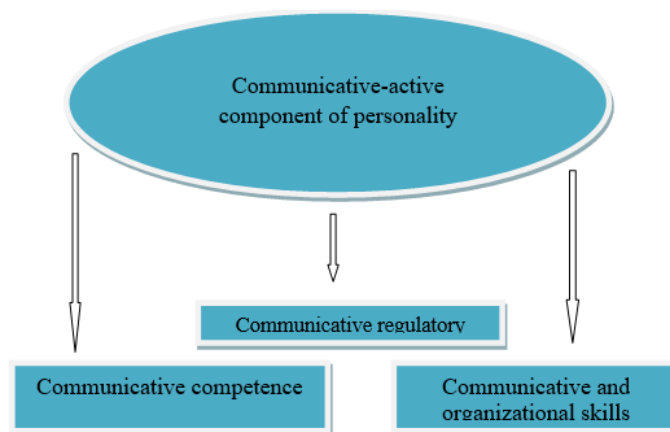 Communicative-active
component of personality
Communicative regulatory
Communicative competence
Communicative and
organizational skills